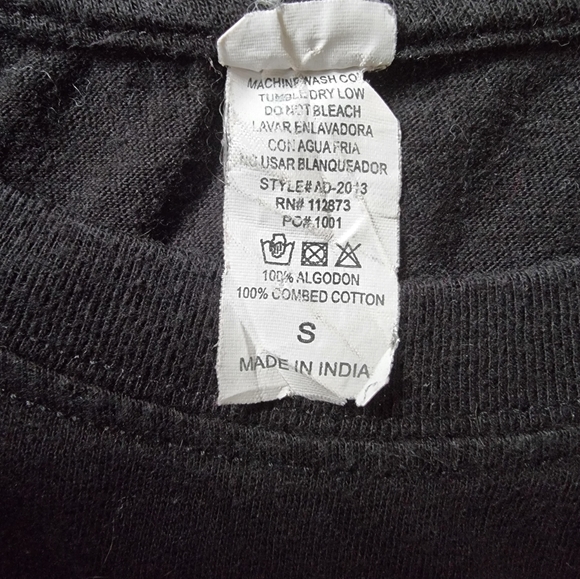 MACHINE WASH CO
TUMBLE DRY LOW
DO NOT BLEACH
LAVAR EN LAVADORA
CON AGUA FRIA
NO USAR BLANQUEADOR
STYLE# AD-2013
RN# 112873
PO# 1001
100% ALGODON
100% COMBED COTTON
S
MADE IN INDIA